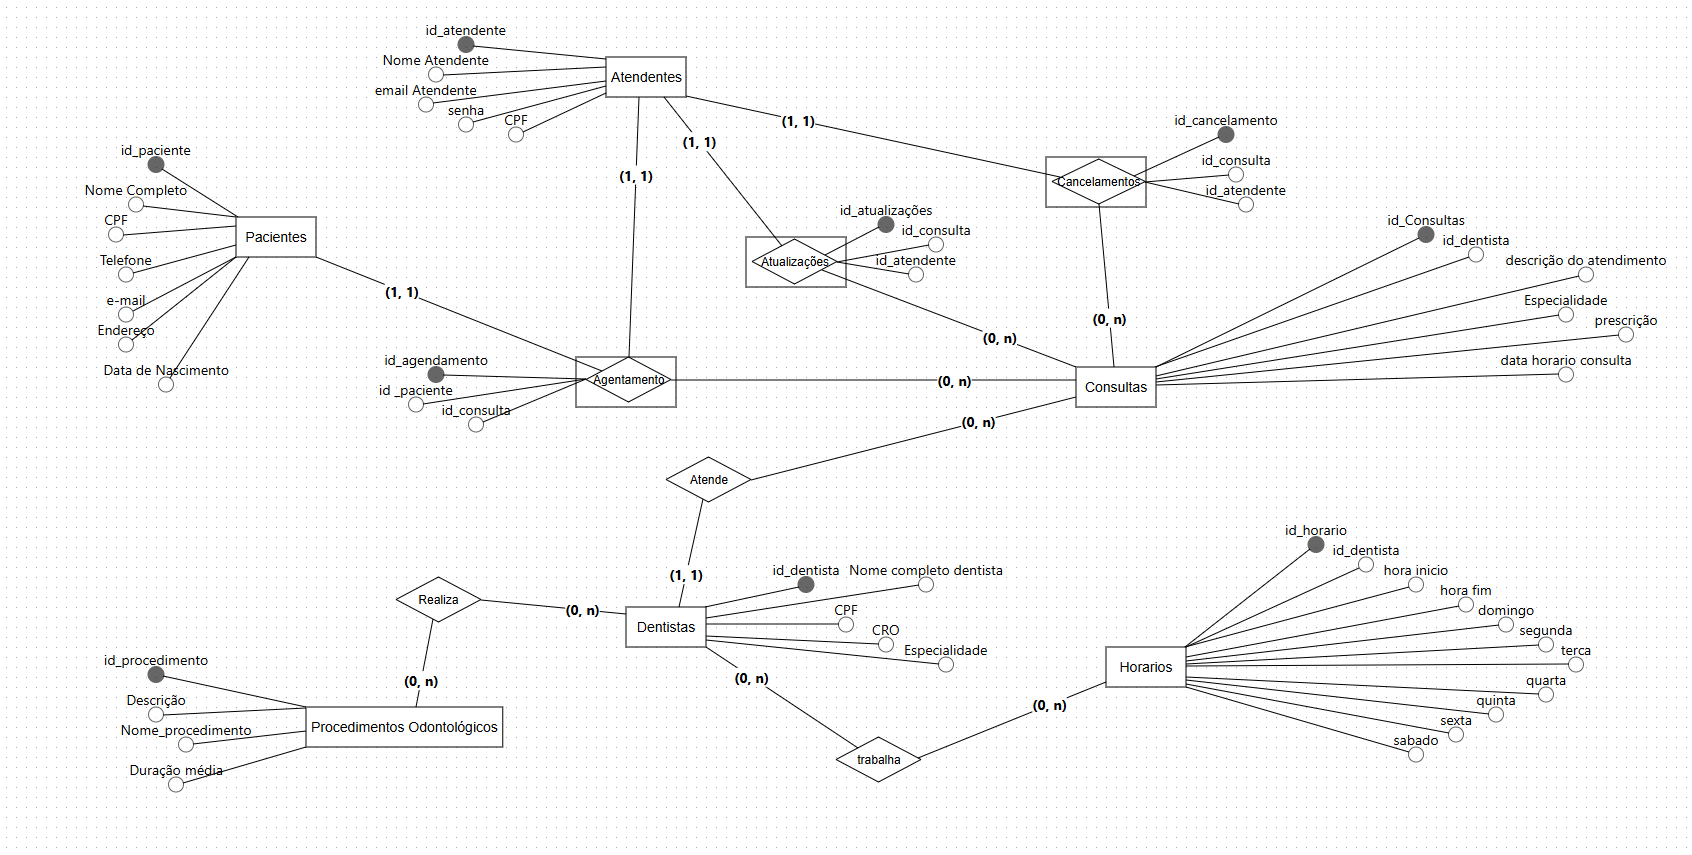 id_atendente
Nome Atendente
email Atendente
senha
CPF
Atendentes
(1, 1)
(1, 1)
(1, 1)
id_cancelamento
id_consulta
id_atendente
Cancelamentos
id_paciente
Nome Completo
CPF
Telefone
e-mail
Endereço
Data de Nascimento
Pacientes
(1, 1)
id_atualizações
id_consulta
id_atendente
Atualizações
(0, n)
(0, n)
id_Consultas
id_dentista
descrição do atendimento
Especialidade
prescrição
data horario consulta
Consultas
id_agendamento
id _paciente
id_consulta
Agentamento
(0, n)
(0, n)
Atende
(1, 1)
Realiza
(0, n)
(0, n)
id_dentista
Nome completo dentista
CPF
CRO
Especialidade
Dentistas
(0, n)
id_procedimento
Descrição
Nome_procedimento
Duração média
Procedimentos Odontológicos
trabalha
(0, n)
id_horario
id_dentista
hora inicio
hora fim
domingo
segunda
terca
quarta
quinta
sexta
sabado
Horarios